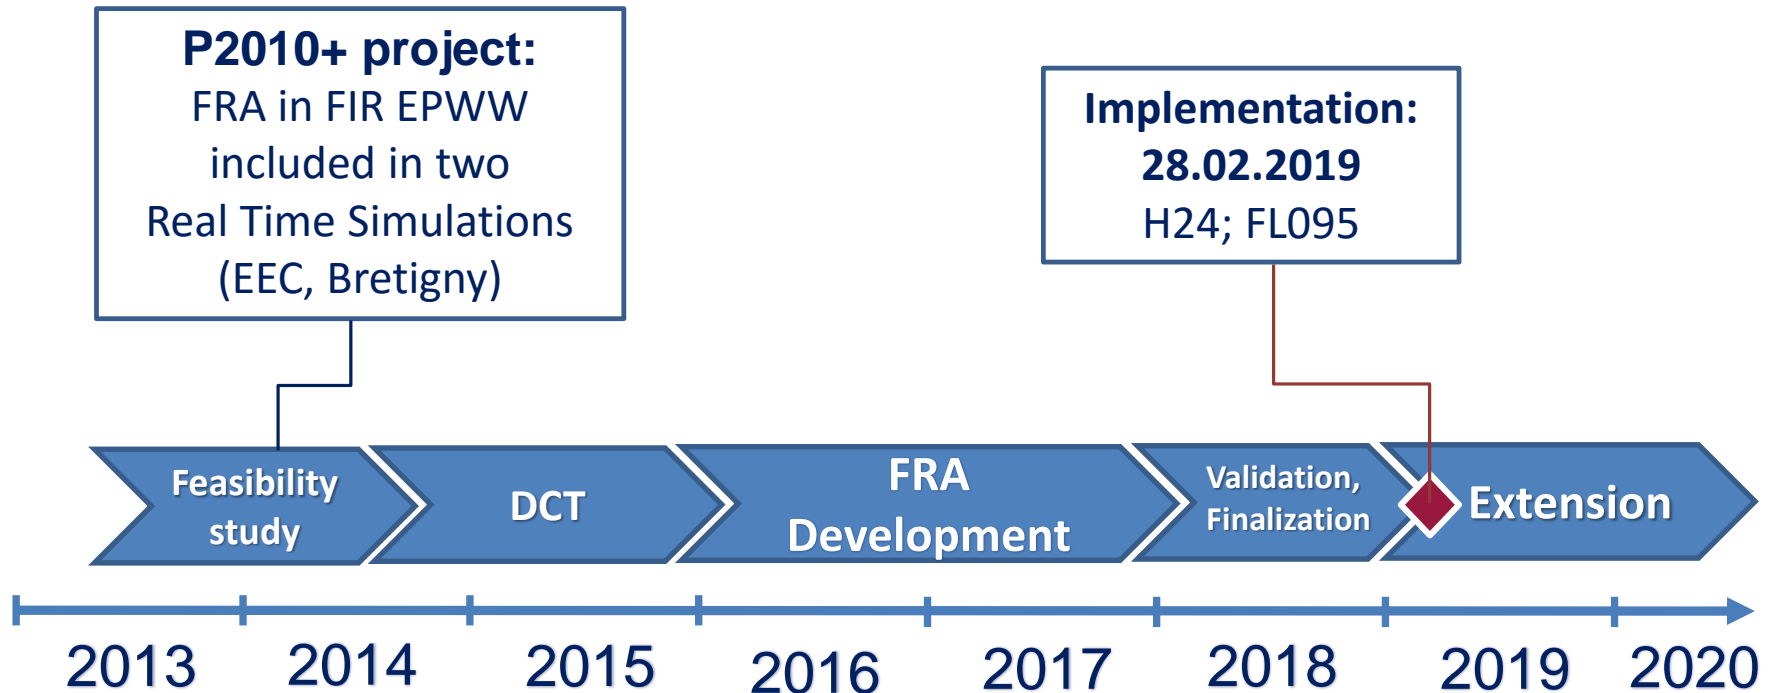 P2010+ project:
FRA in FIR EPWW
included in two
Real Time Simulations
(EEC, Bretigny)
Implementation:
28.02.2019
H24; FL095
Feasibility
study
DCT
FRA
Development
Validation,
Finalization
Extension
2013
2014
2015
2016
2017
2018
2019
2020